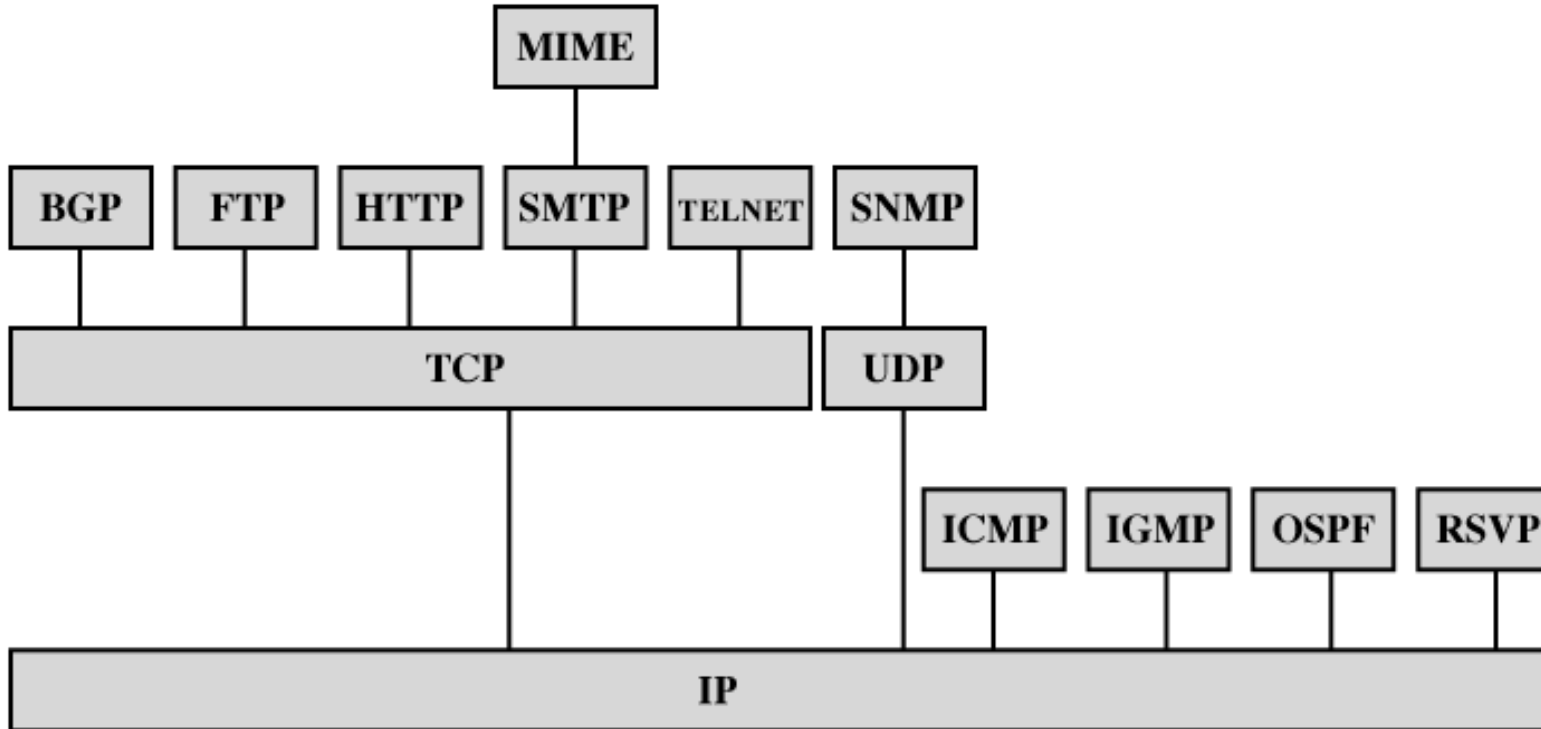 MIME
BGP FTP HTTP SMTP TELNET SNMP
TCP UDP
ICMP IGMP OSPF RSVP
IP